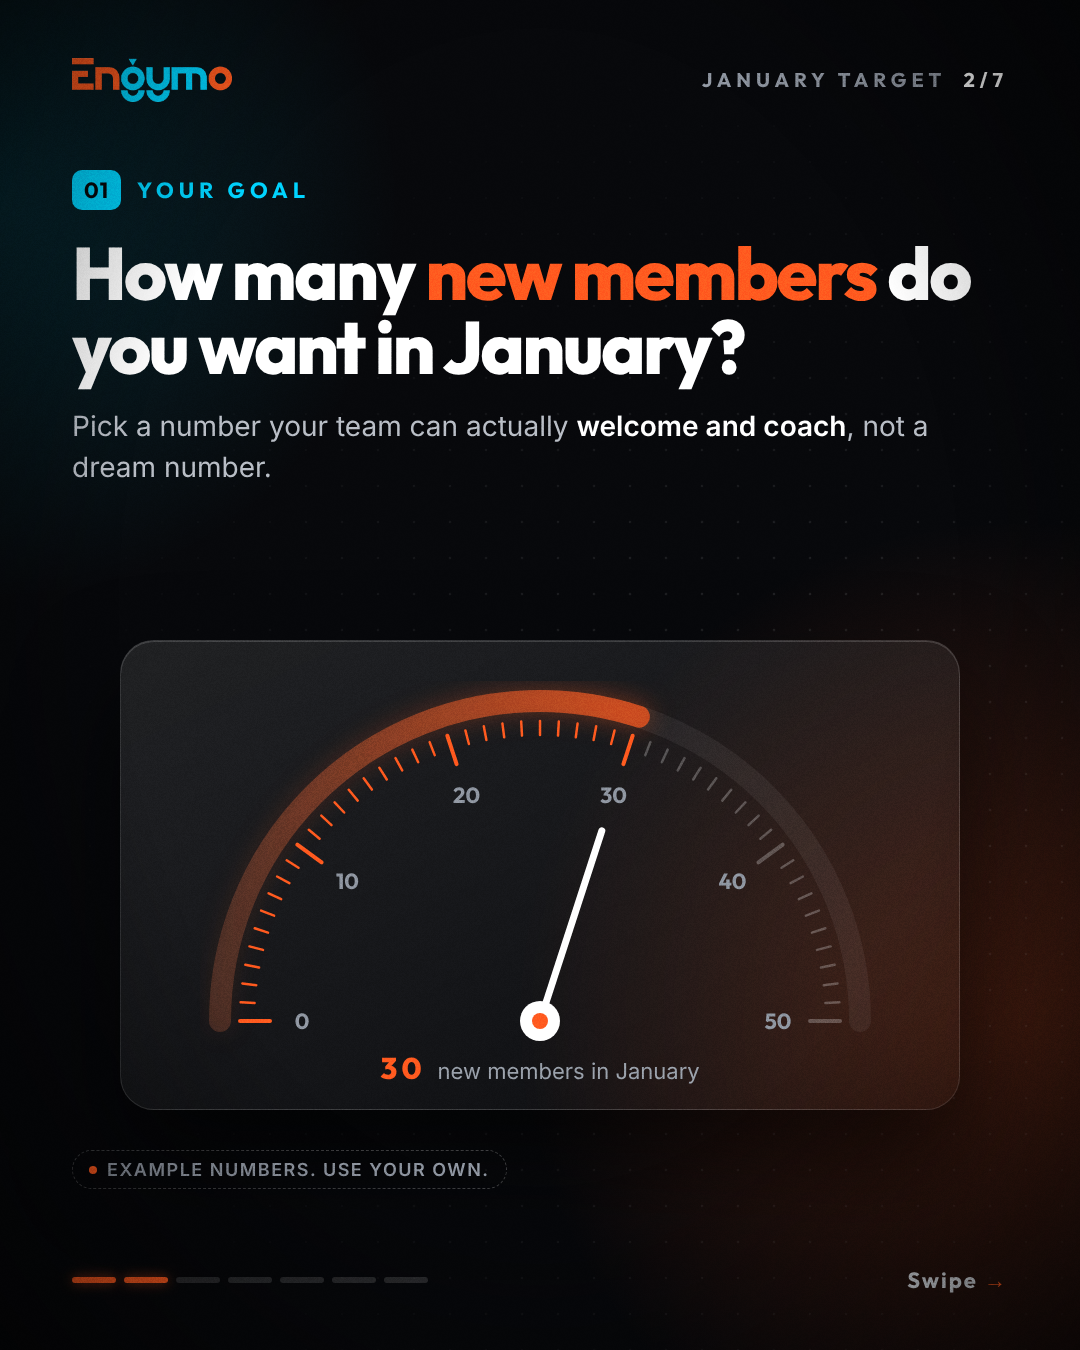 Engymo
JANUARY TARGET 2/7
01 YOUR GOAL
How many new members do
you want in January?
Pick a number your team can actually welcome and coach, not a
dream number.
20 30
10 40
0 50
30 new members in January
EXAMPLE NUMBERS. USE YOUR OWN.
Swipe →